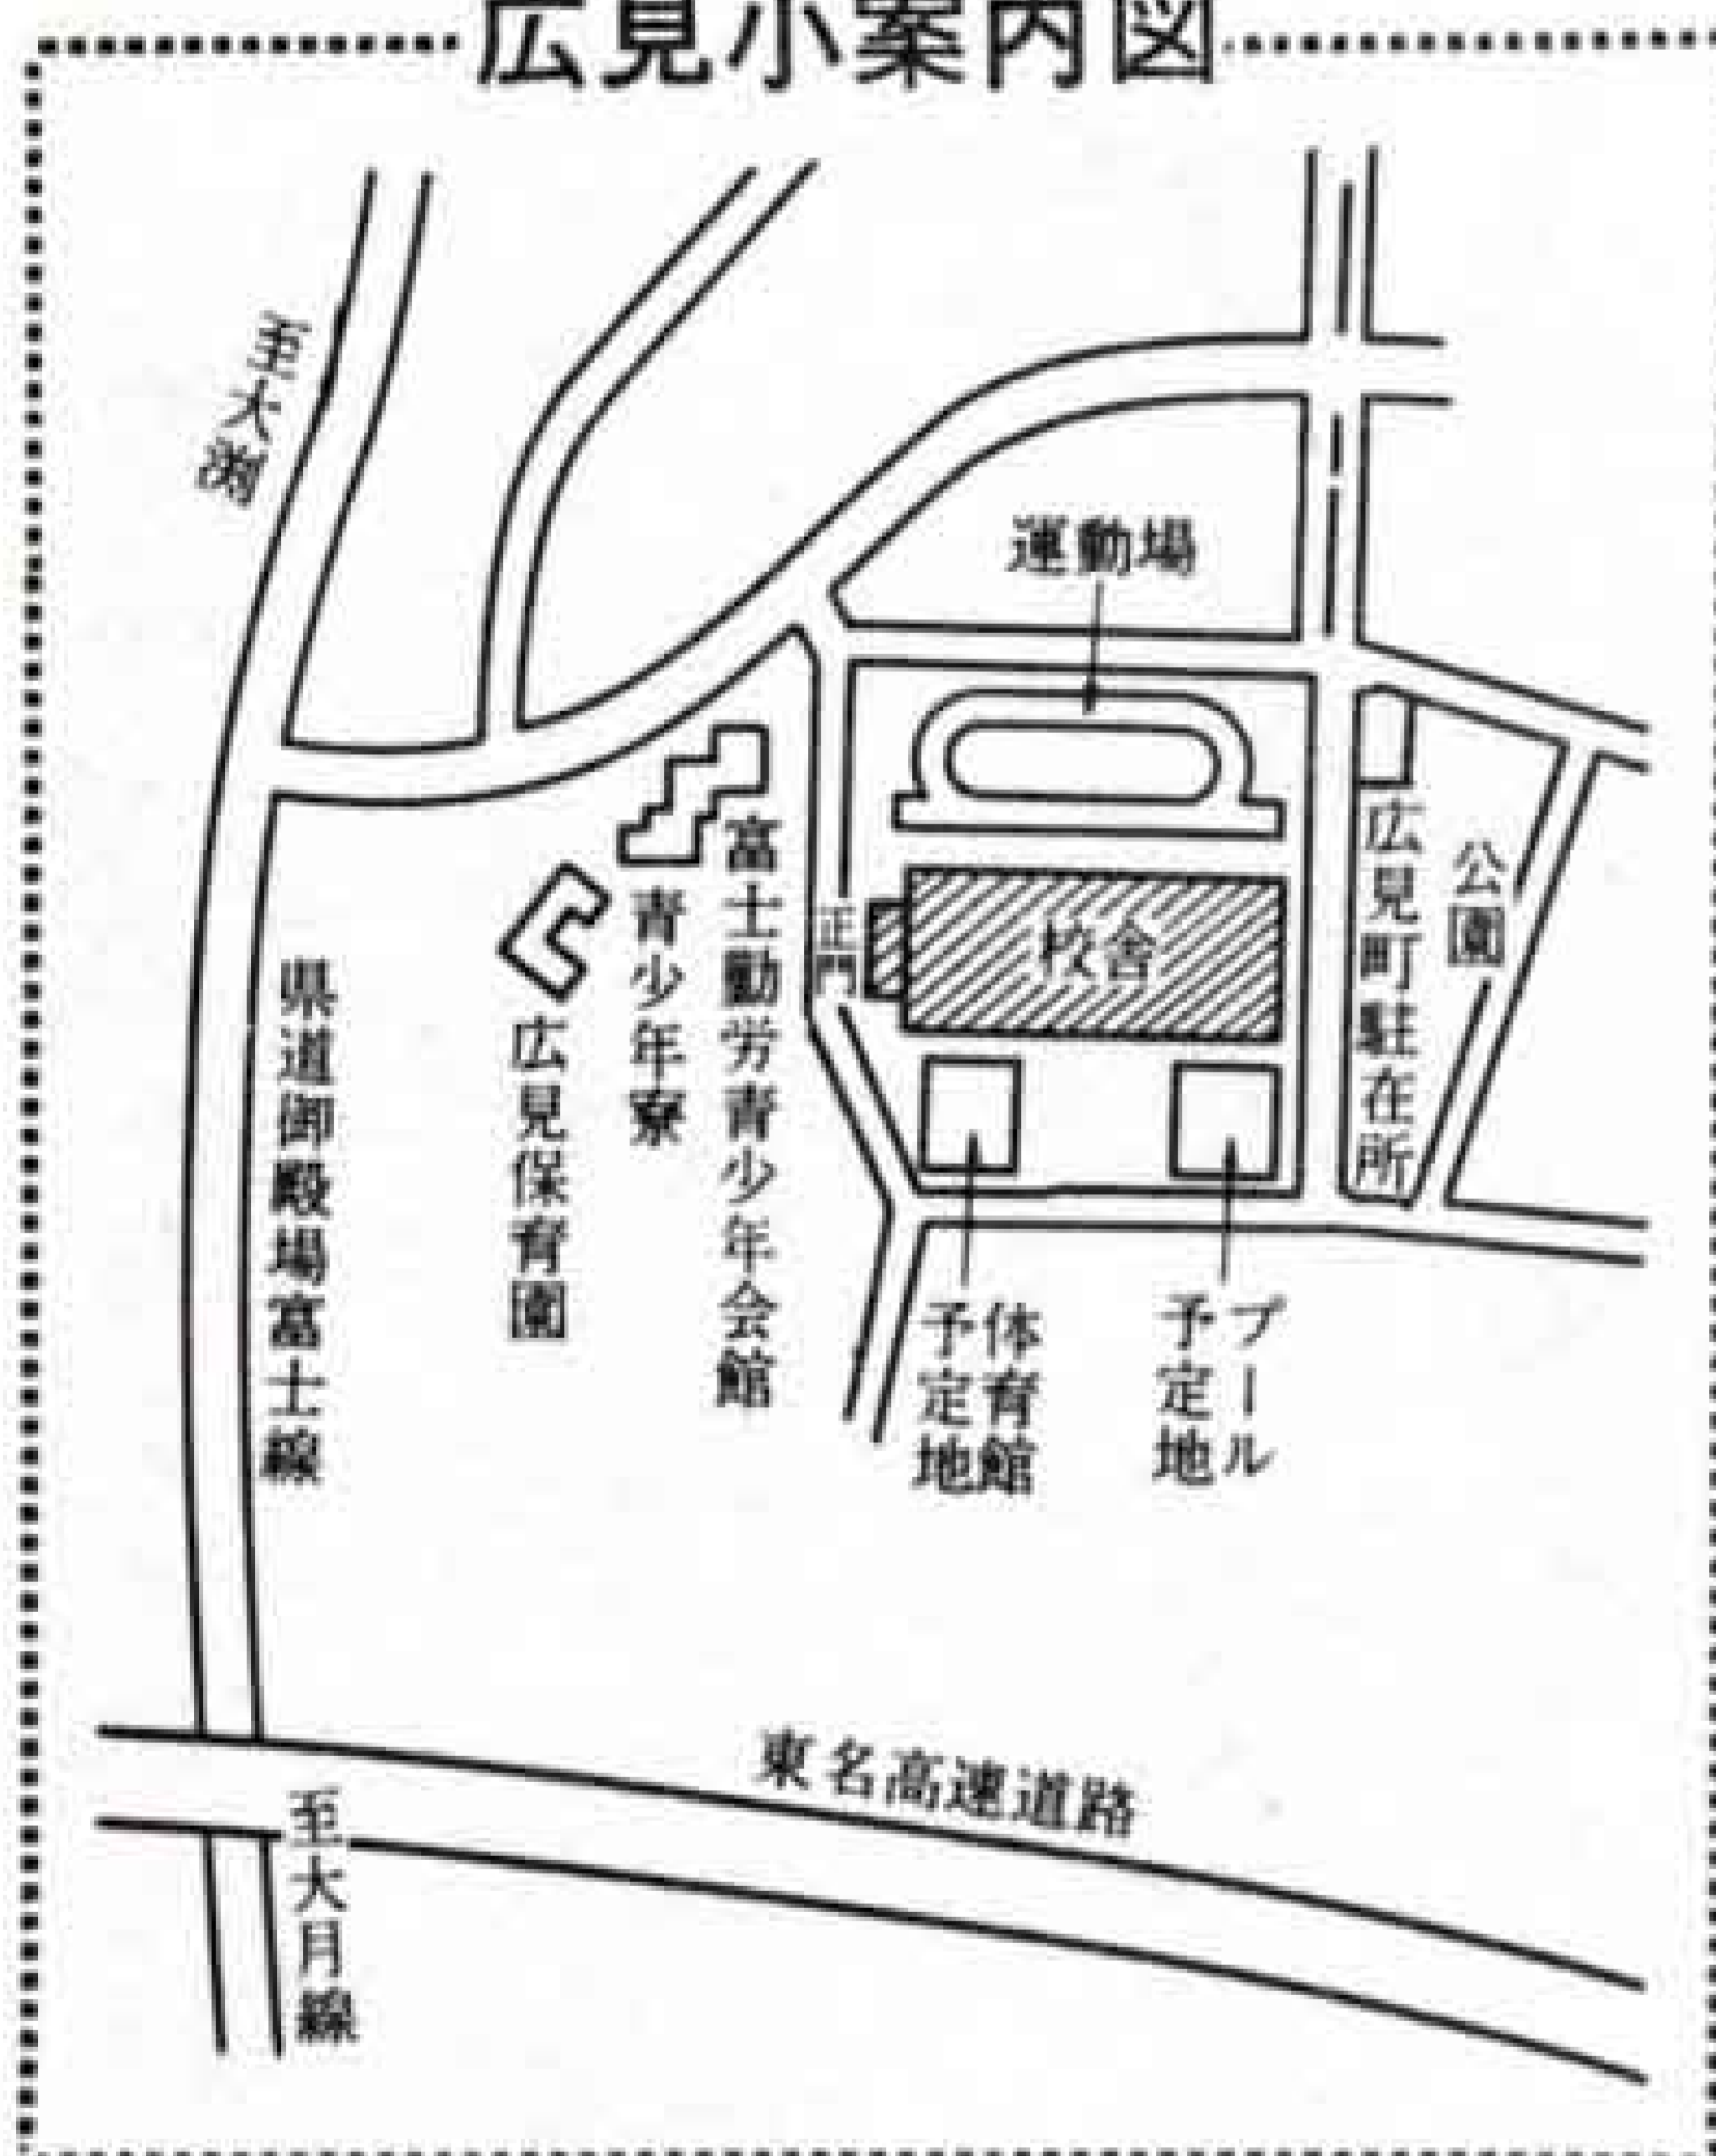 広見小案内図
至大淵
運動場
富士勤労青少年会館
青少年寮
広見保育園
県道御殿場富士線
正門
校舎
広見町駐在所
公園
体育館
予定地
プール
予定地
東名高速道路
至大月線